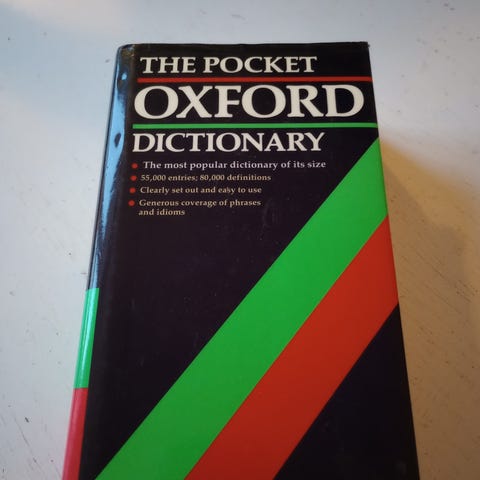 THE POCKET
OXFORD
DICTIONARY
The most popular dictionary of its size
55,000 entries; 80,000 definitions
Clearly set out and easy to use
Generous coverage of phrases
and idioms